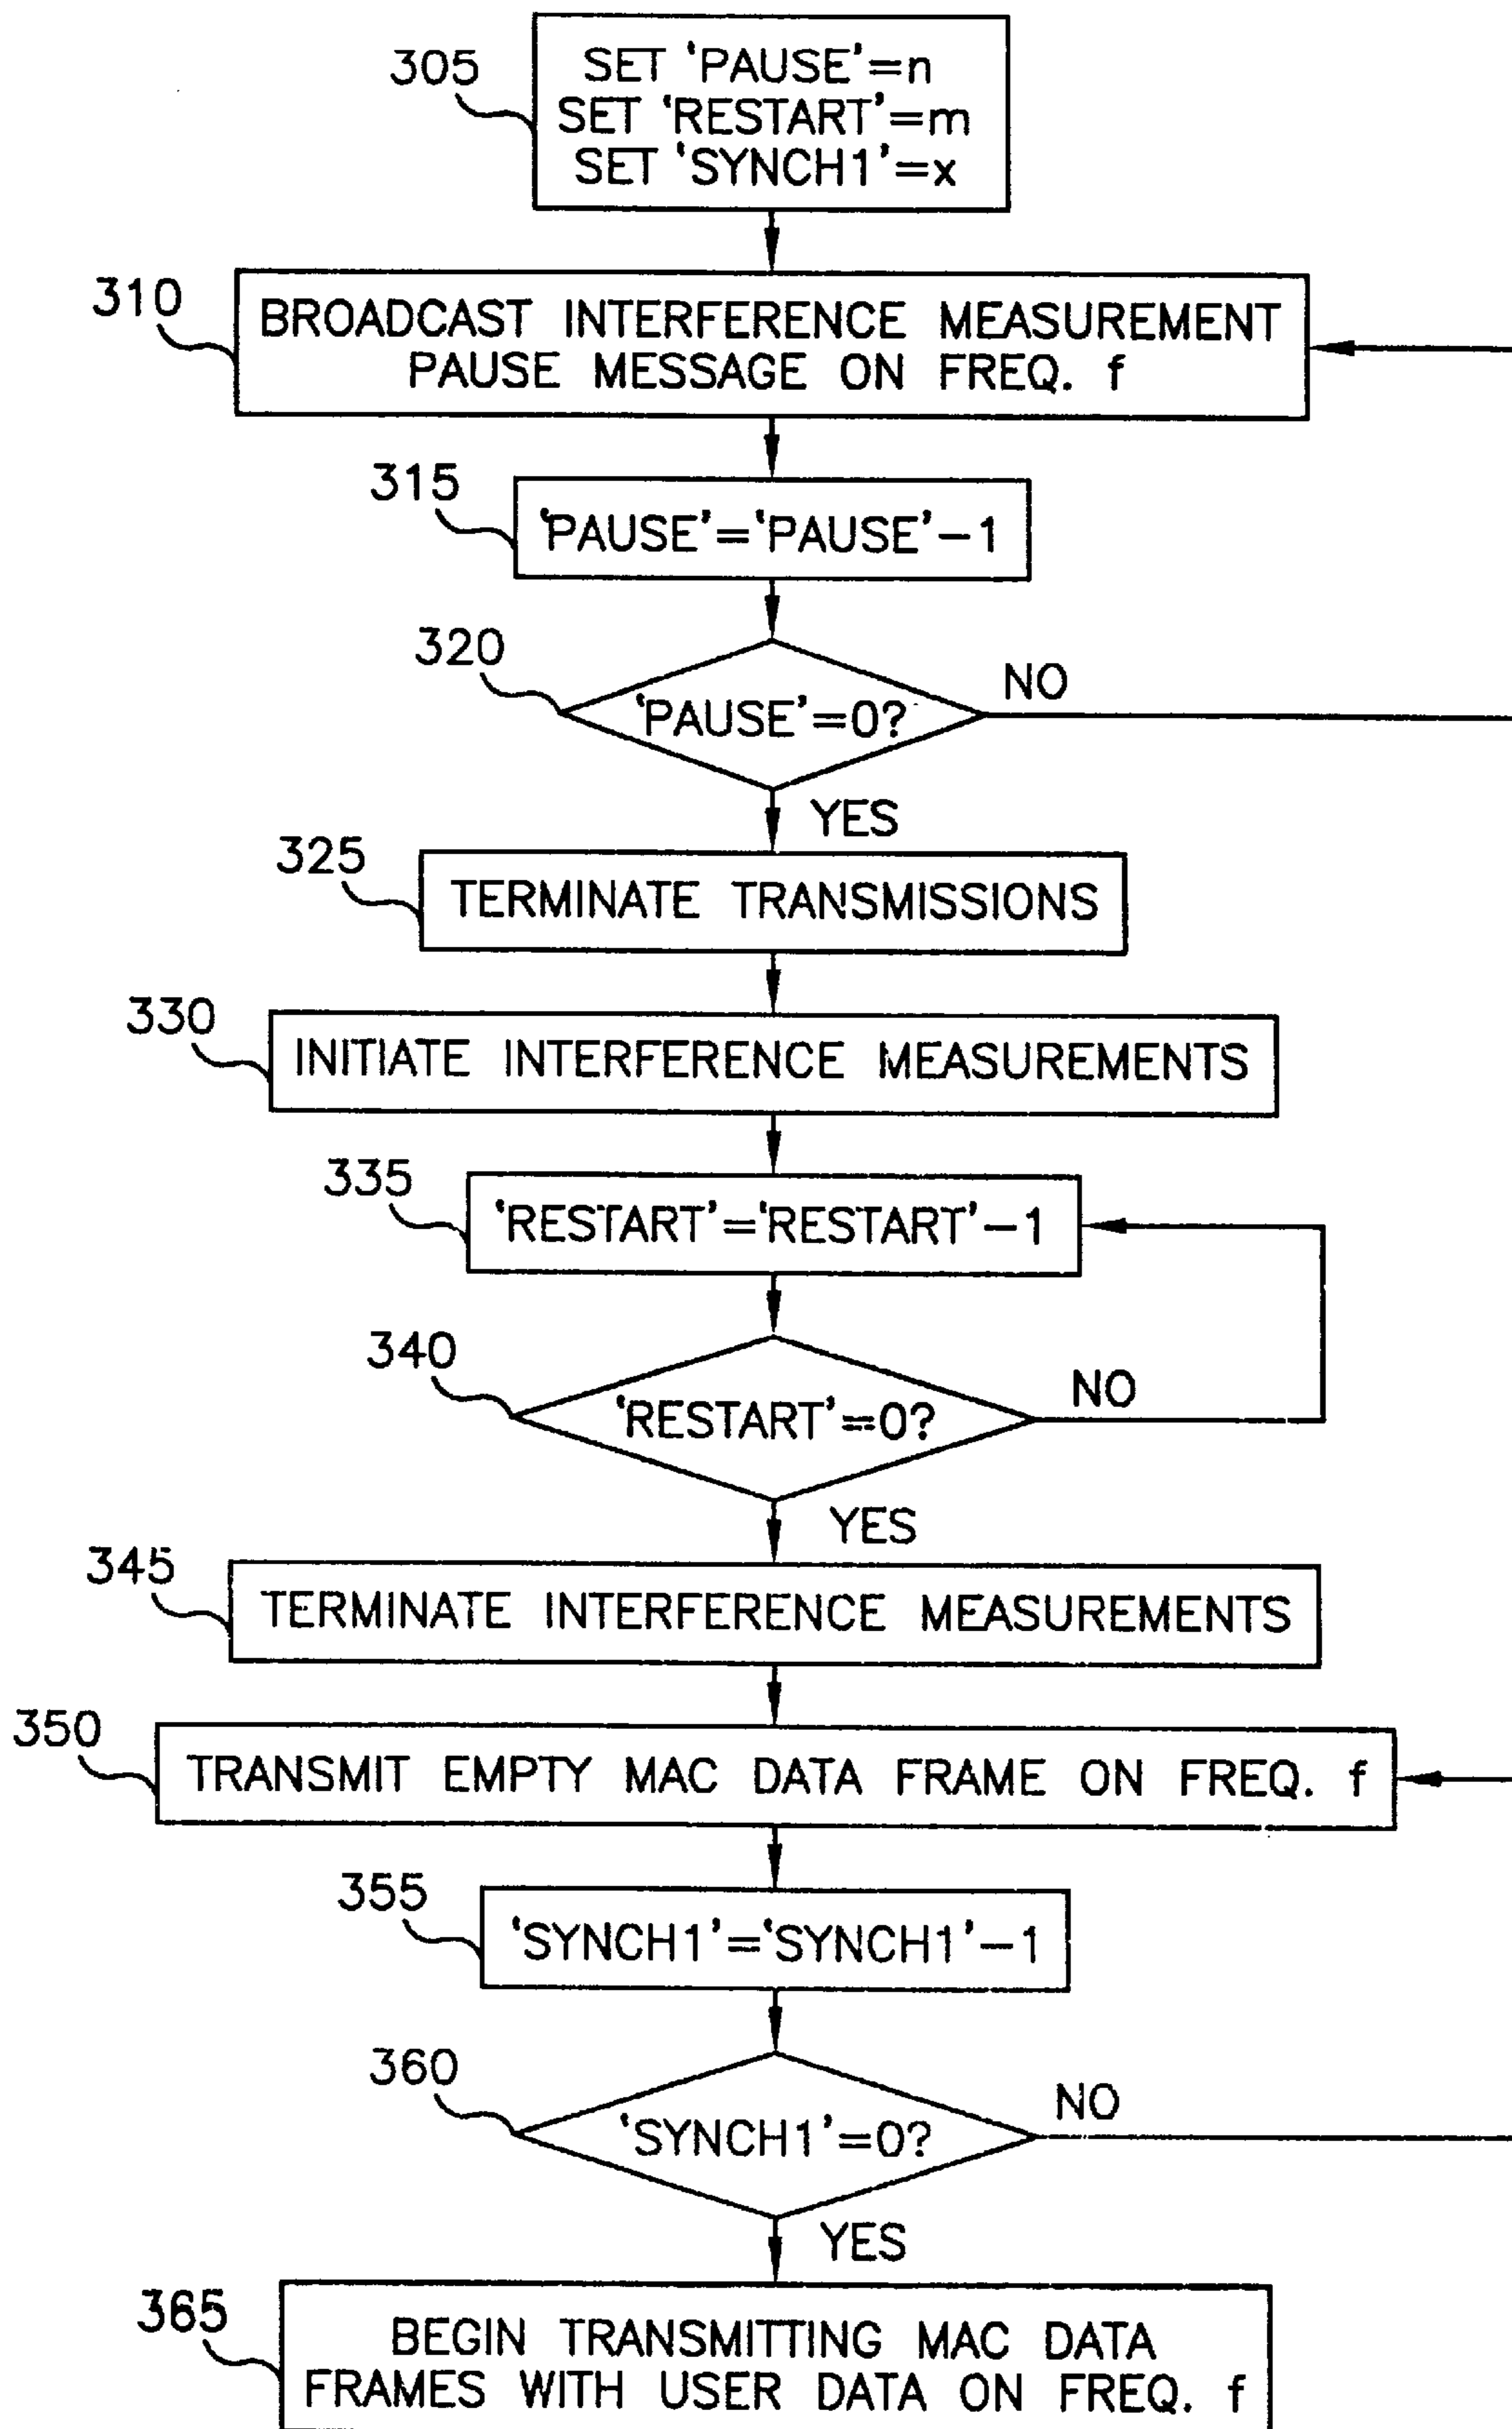 305
SET ‘PAUSE’=n
SET ‘RESTART’=m
SET ‘SYNCH1’=x
310
BROADCAST INTERFERENCE MEASUREMENT
PAUSE MESSAGE ON FREQ. f
315
‘PAUSE’=‘PAUSE’−1
320
‘PAUSE’=0?
NO
YES
325
TERMINATE TRANSMISSIONS
330
INITIATE INTERFERENCE MEASUREMENTS
335
‘RESTART’=‘RESTART’−1
340
‘RESTART’=0?
NO
YES
345
TERMINATE INTERFERENCE MEASUREMENTS
350
TRANSMIT EMPTY MAC DATA FRAME ON FREQ. f
355
‘SYNCH1’=‘SYNCH1’−1
360
‘SYNCH1’=0?
NO
YES
365
BEGIN TRANSMITTING MAC DATA
FRAMES WITH USER DATA ON FREQ. f